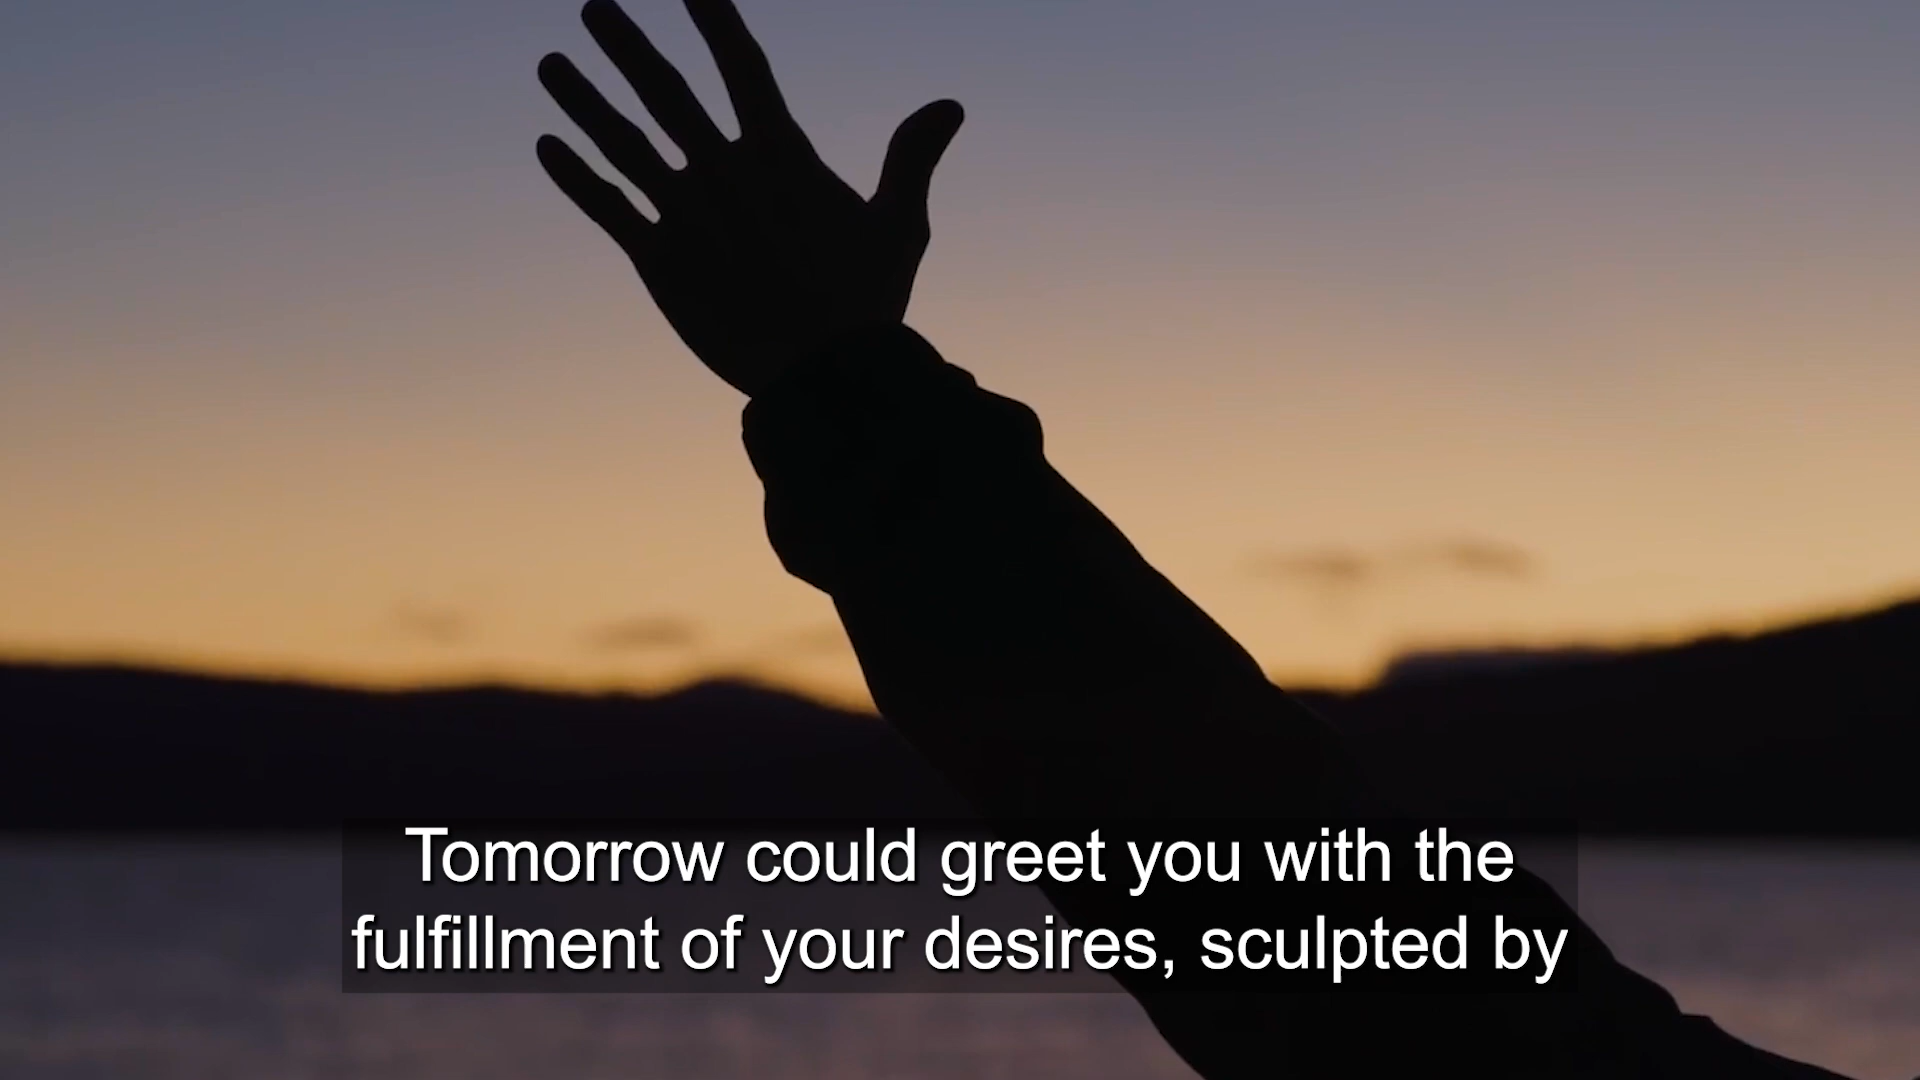 Tomorrow could greet you with the
fulfillment of your desires, sculpted by